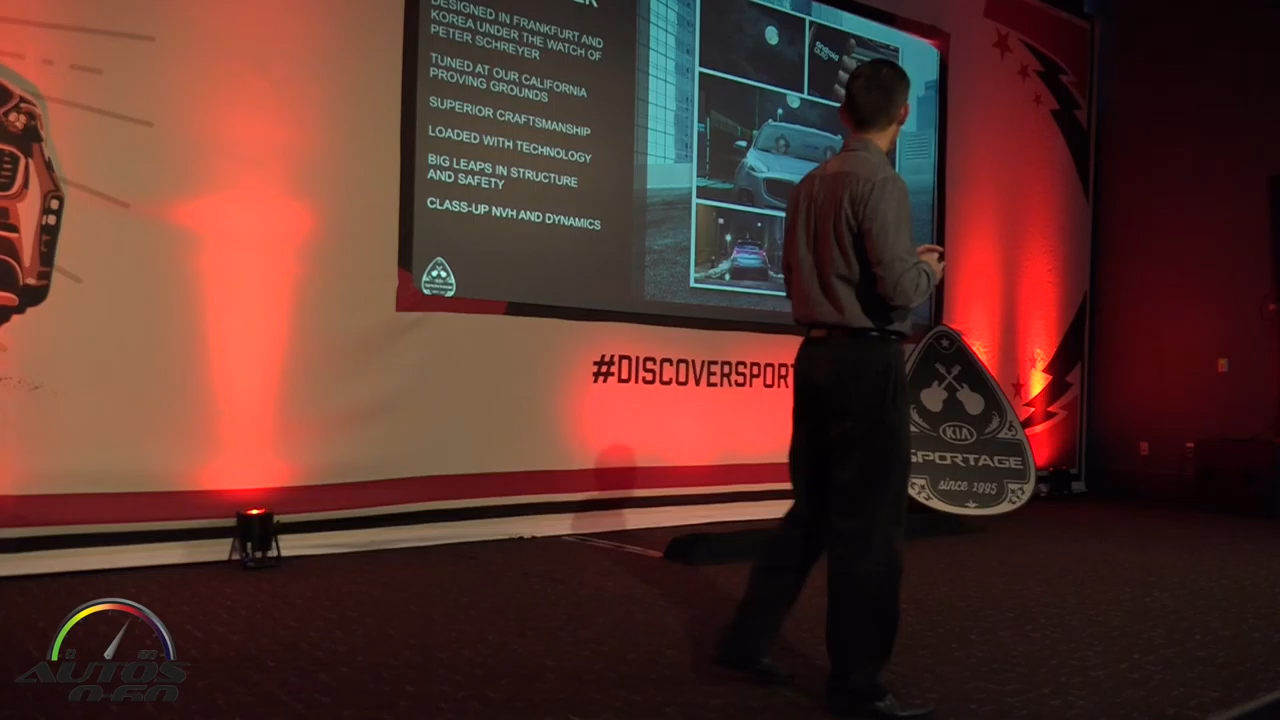 DESIGNED IN FRANKFURT AND
KOREA UNDER THE WATCH OF
PETER SCHREYER
TUNED AT OUR CALIFORNIA
PROVING GROUNDS
SUPERIOR CRAFTSMANSHIP
LOADED WITH TECHNOLOGY
BIG LEAPS IN STRUCTURE
AND SAFETY
CLASS-UP NVH AND DYNAMICS
android
auto
#DISCOVERSPORT
KIA
SPORTAGE
since 1995
AUTOS
0-60